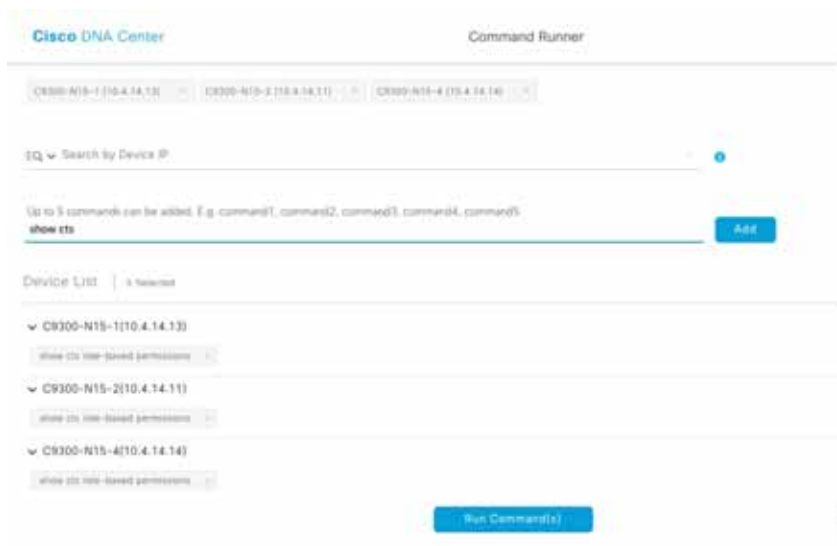 Cisco DNA Center Command Runner
C9300-N15-1 (10.4.14.13) C9300-N15-2 (10.4.14.11) C9300-N15-4 (10.4.14.14)
EQ Search by Device IP
Up to 5 commands can be added. E.g. command1, command2, command3, command4, command5
show cts
Add
Device List | 3 Selected
C9300-N15-1(10.4.14.13)
show cts role-based permissions
C9300-N15-2(10.4.14.11)
show cts role-based permissions
C9300-N15-4(10.4.14.14)
show cts role-based permissions
Run Command(s)